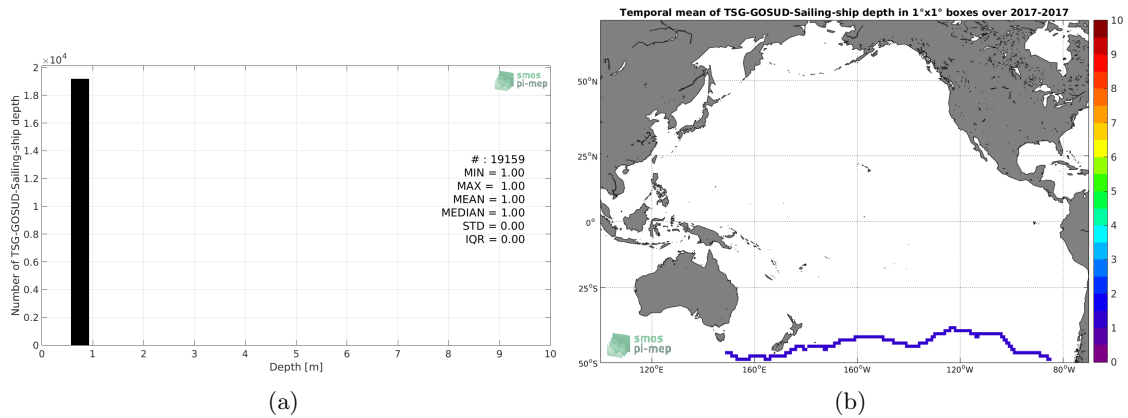 ×10⁴
2
1.8
1.6
1.4
1.2
1
0.8
0.6
0.4
0.2
0
Number of TSG-GOSUD-Sailing-ship depth
smos
pi-mep
# : 19159
MIN = 1.00
MAX = 1.00
MEAN = 1.00
MEDIAN = 1.00
STD = 0.00
IQR = 0.00
0 1 2 3 4 5 6 7 8 9 10
Depth [m]
(a)
Temporal mean of TSG-GOSUD-Sailing-ship depth in 1°x1° boxes over 2017-2017
50°N
25°N
0°
25°S
50°S
120°E 160°E 160°W 120°W 80°W
smos
pi-mep
10
9
8
7
6
5
4
3
2
1
0
(b)